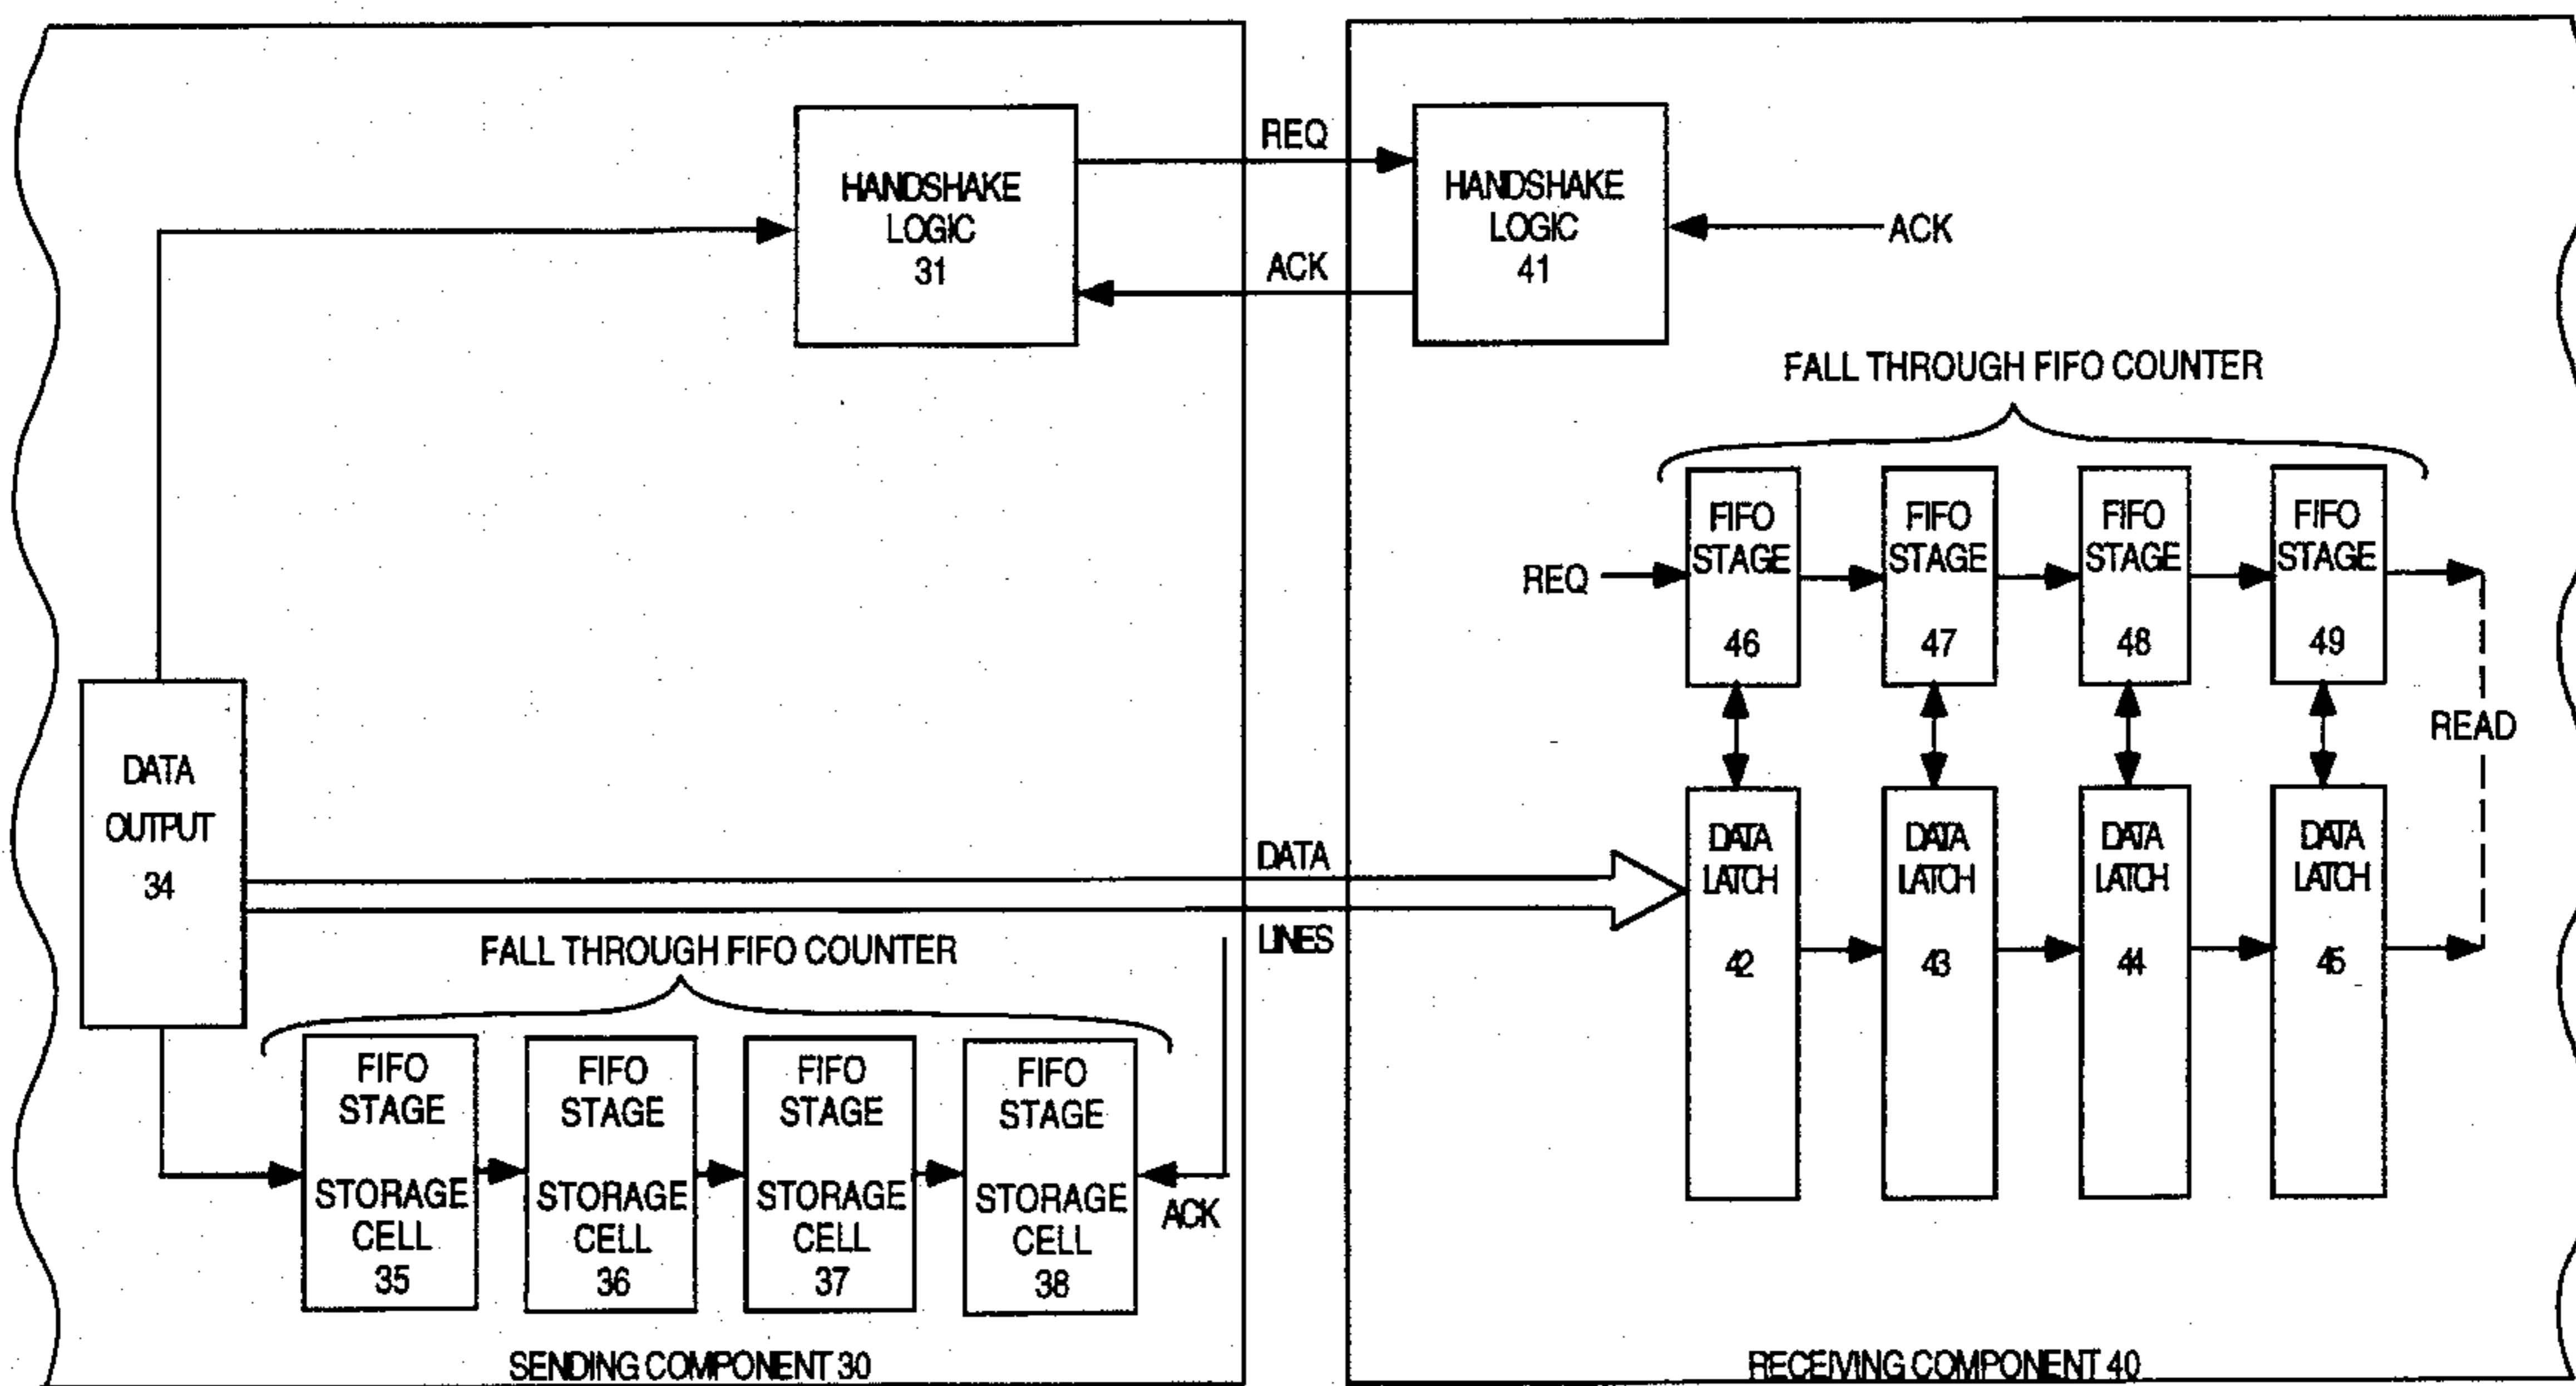 REQ
HANDSHAKE
LOGIC
31
ACK
HANDSHAKE
LOGIC
41
ACK
FALL THROUGH FIFO COUNTER
REQ
FIFO
STAGE
46
FIFO
STAGE
47
FIFO
STAGE
48
FIFO
STAGE
49
READ
DATA
OUTPUT
34
DATA
LINES
DATA
LATCH
42
DATA
LATCH
43
DATA
LATCH
44
DATA
LATCH
45
FALL THROUGH FIFO COUNTER
FIFO
STAGE
STORAGE
CELL
35
FIFO
STAGE
STORAGE
CELL
36
FIFO
STAGE
STORAGE
CELL
37
FIFO
STAGE
STORAGE
CELL
38
ACK
SENDING COMPONENT 30
RECEIVING COMPONENT 40